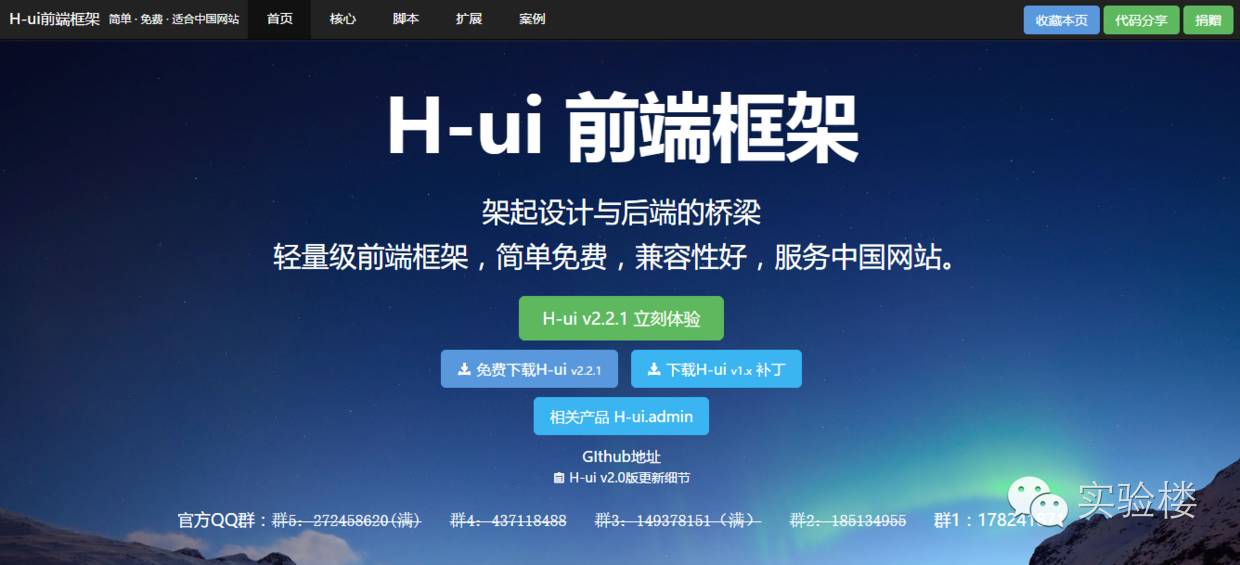 H-ui前端框架 简单 · 免费 · 适合中国网站 首页 核心 脚本 扩展 案例 收藏本页 代码分享 捐赠
H-ui 前端框架
架起设计与后端的桥梁
轻量级前端框架，简单免费，兼容性好，服务中国网站。
H-ui v2.2.1 立刻体验
免费下载H-ui v2.2.1 下载H-ui v1.x 补丁
相关产品 H-ui.admin
GIthub地址
H-ui v2.0版更新细节
官方QQ群：群5：272458620(满) 群4：437118488 群3：149378151（满） 群2：185134955 群1：
实验楼